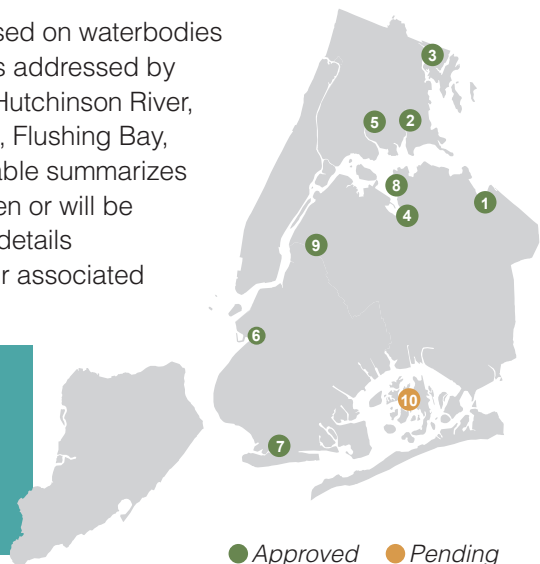 sed on waterbodies
s addressed by
Hutchinson River,
, Flushing Bay,
able summarizes
en or will be
details
r associated
3
5 2
8
4 1
9
6
10
7
Approved Pending